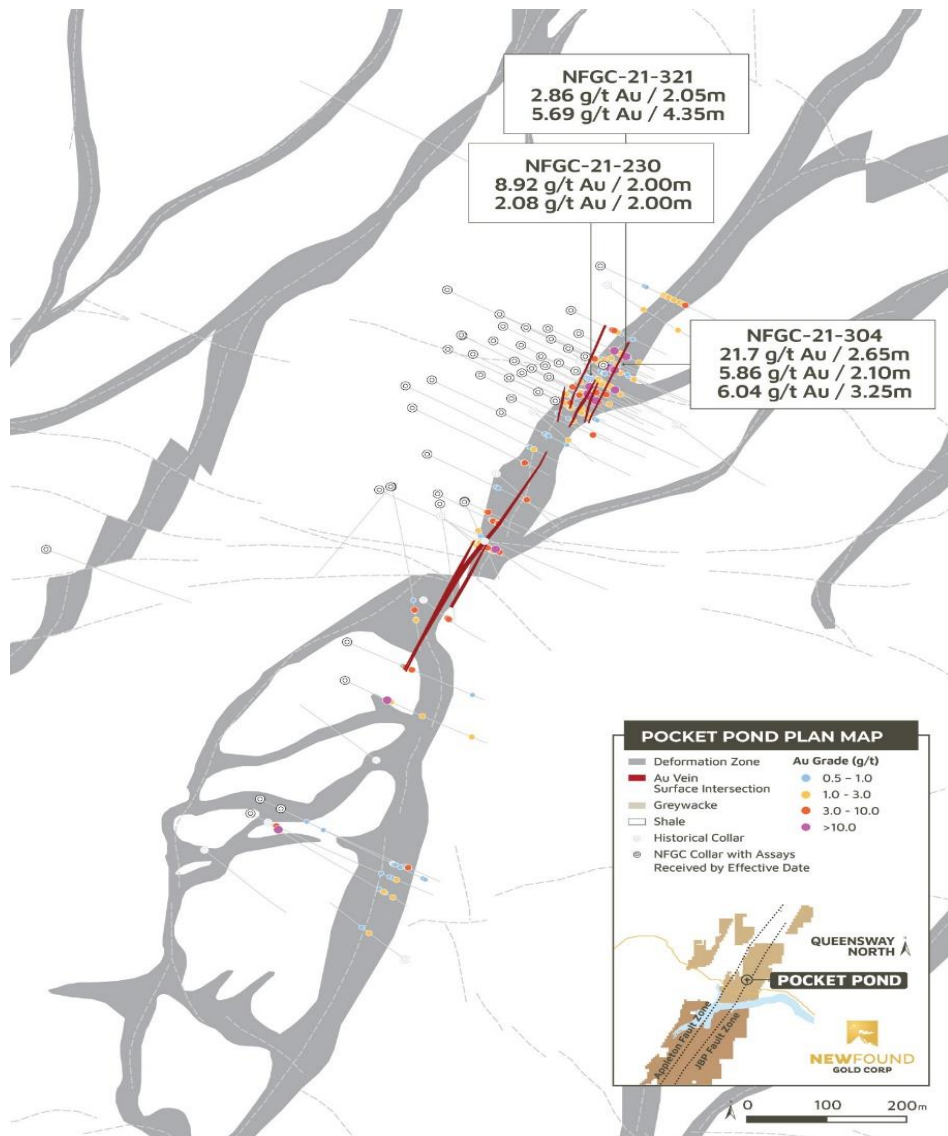 NFGC-21-321
2.86 g/t Au / 2.05m
5.69 g/t Au / 4.35m
NFGC-21-230
8.92 g/t Au / 2.00m
2.08 g/t Au / 2.00m
NFGC-21-304
21.7 g/t Au / 2.65m
5.86 g/t Au / 2.10m
6.04 g/t Au / 3.25m
POCKET POND PLAN MAP
Deformation Zone
Au Vein
Surface Intersection
Greywacke
Shale
Historical Collar
NFGC Collar with Assays
Received by Effective Date
Au Grade (g/t)
0.5 – 1.0
1.0 - 3.0
3.0 - 10.0
>10.0
QUEENSWAY
NORTH
POCKET POND
Appleton Fault Zone
JBP Fault Zone
NEWFOUND
GOLD CORP
0 100 200m